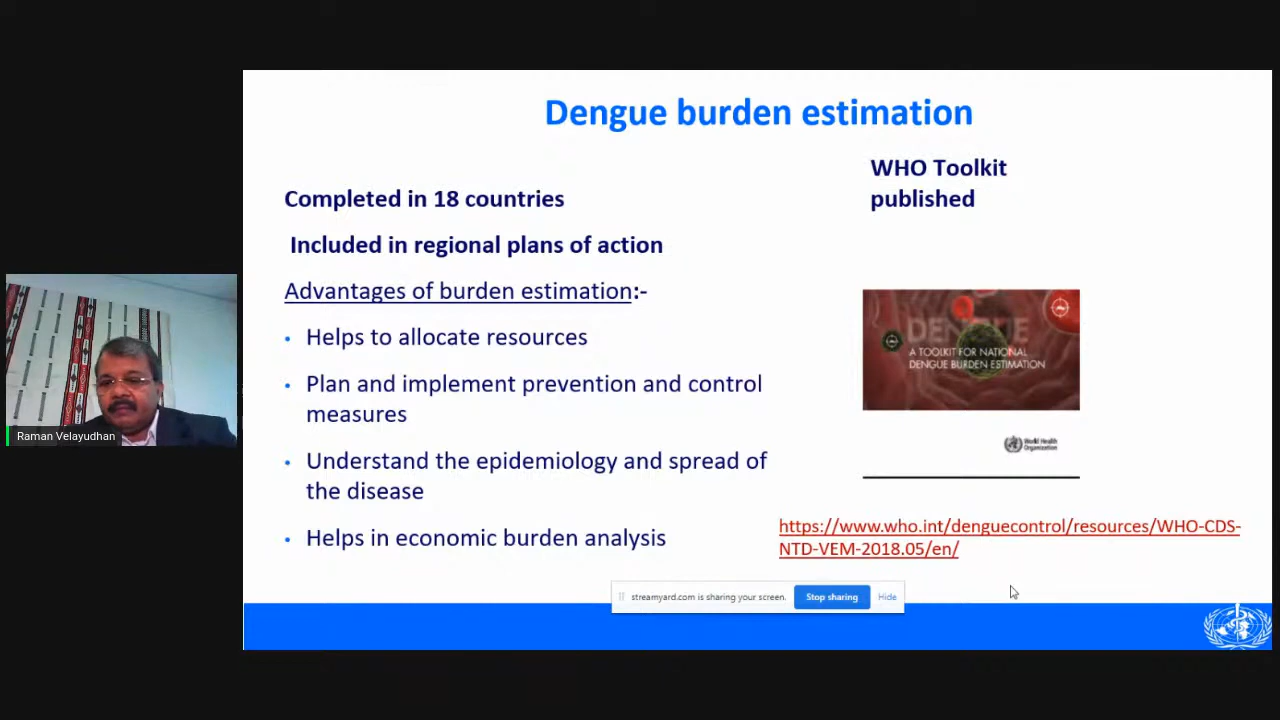 Dengue burden estimation
WHO Toolkit
published
Completed in 18 countries
Included in regional plans of action
Advantages of burden estimation:-
• Helps to allocate resources
• Plan and implement prevention and control
measures
• Understand the epidemiology and spread of
the disease
• Helps in economic burden analysis
DENGUE
A TOOLKIT FOR NATIONAL
DENGUE BURDEN ESTIMATION
World Health
Organization
https://www.who.int/denguecontrol/resources/WHO-CDS-
NTD-VEM-2018.05/en/
streamyard.com is sharing your screen.
Stop sharing
Hide
Raman Velayudhan